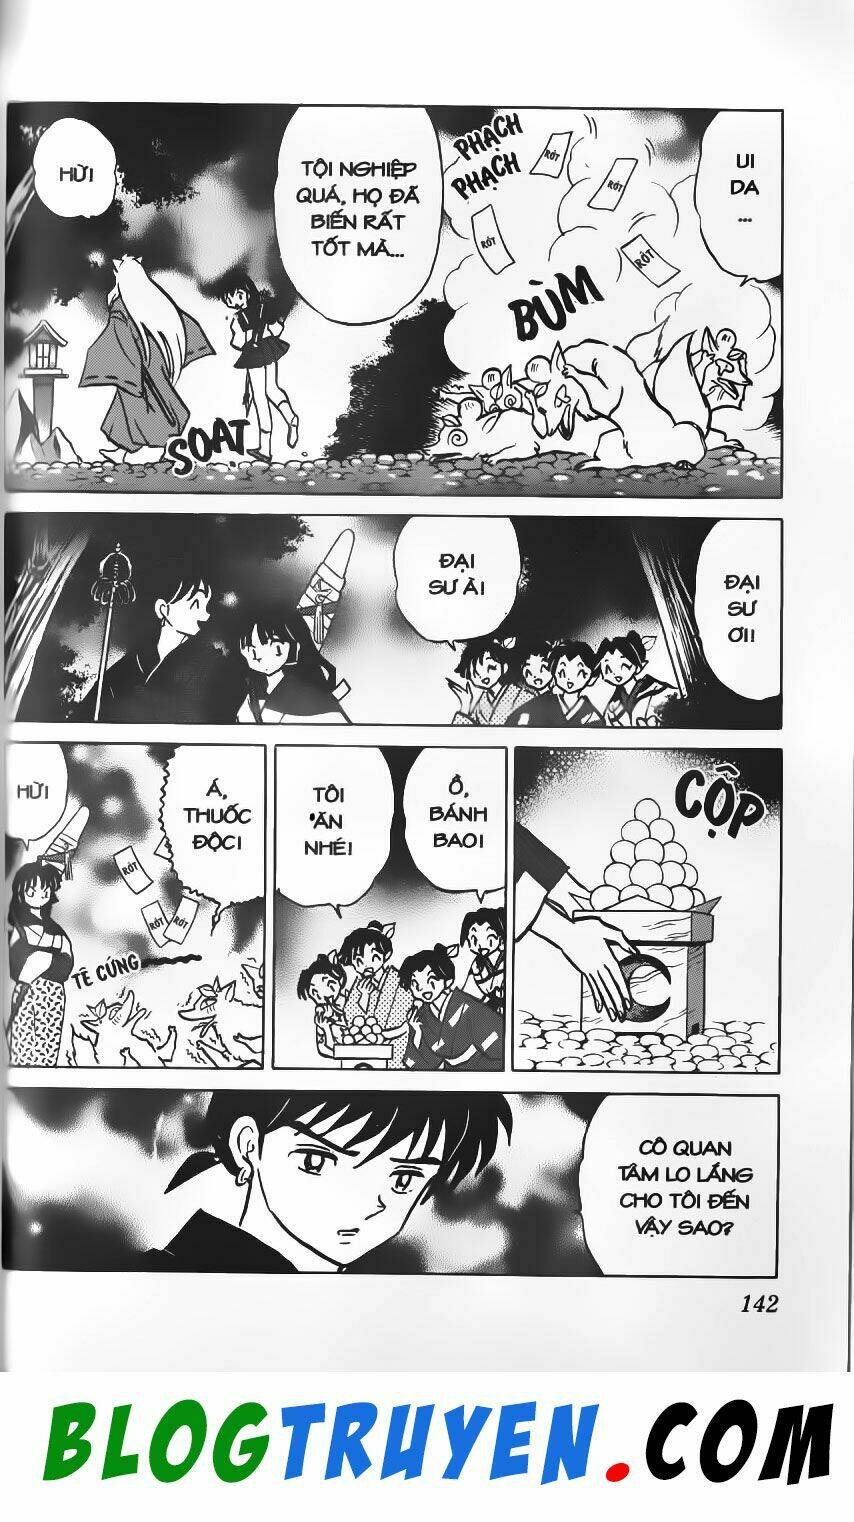 UI
DA
...
PHẠCH
PHẠCH
RỚT
RỚT
RỚT
RỚT
BÙM
TỘI NGHIỆP
QUÁ, HỌ ĐÃ
BIẾN RẤT
TỐT MÀ...
HỪ!
SOẠT
ĐẠI
SƯ
ƠI!
ĐẠI
SƯ À!
CỘP
Ồ,
BÁNH
BAO!
TÔI
ĂN
NHÉ!
Á,
THUỐC
ĐỘC!
HỪ!
RỚT
RỚT
RỚT
TÊ CỨNG
CÔ QUAN
TÂM LO LẮNG
CHO TÔI ĐẾN
VẬY SAO?
142
BLOGTRUYEN.COM